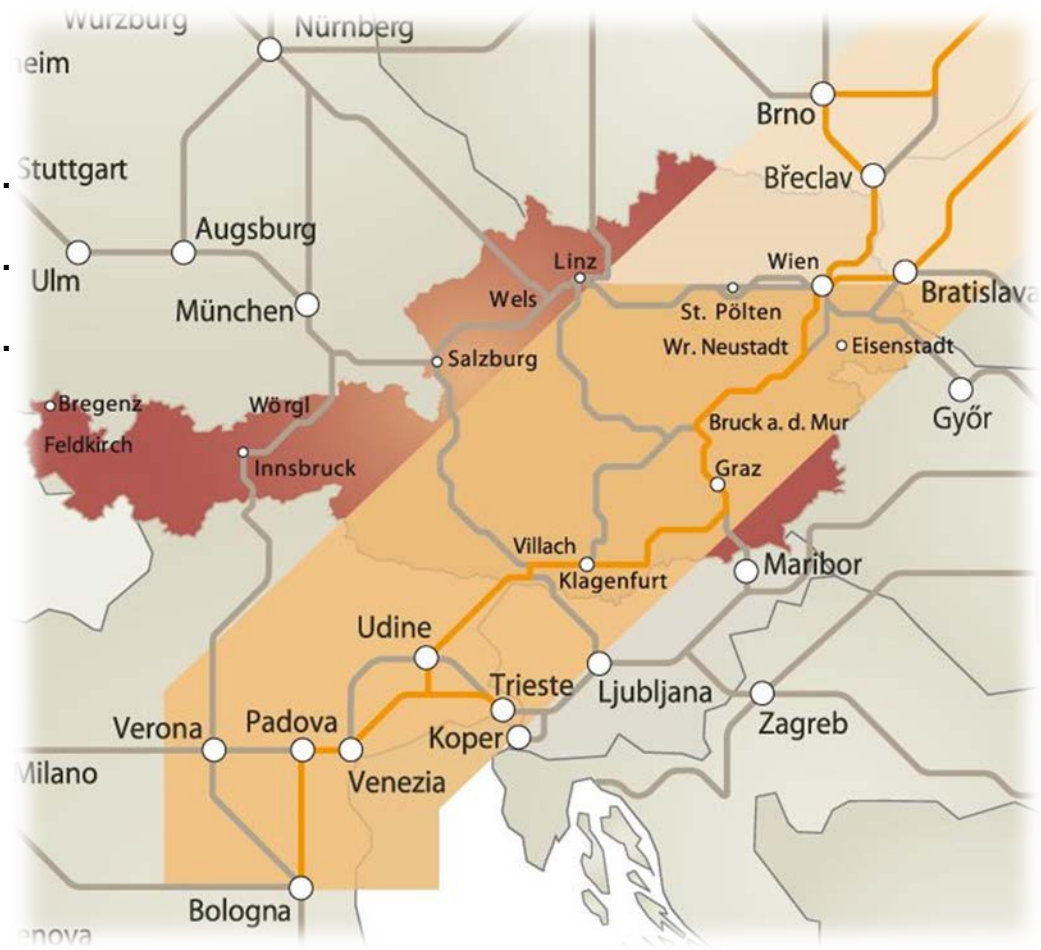 Würzburg
Nürnberg
heim
Brno
Stuttgart
Břeclav
Augsburg
Linz
Wien
Ulm
Wels
Bratislava
München
St. Pölten
Salzburg
Wr. Neustadt
Eisenstadt
Bregenz
Wörgl
Győr
Feldkirch
Bruck a. d. Mur
Innsbruck
Graz
Villach
Maribor
Klagenfurt
Udine
Trieste
Ljubljana
Verona
Padova
Koper
Zagreb
Milano
Venezia
Bologna
enova